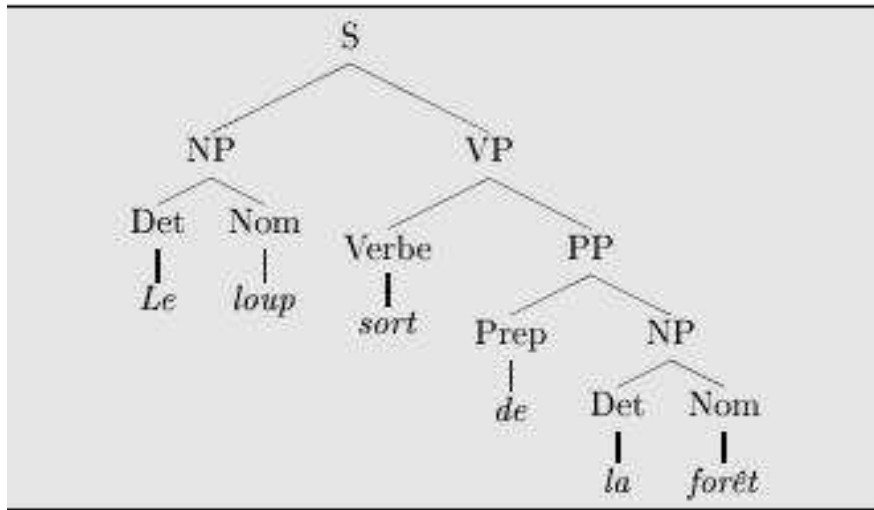 S
NP VP
Det Nom
Verbe PP
Le loup
sort
Prep NP
de
Det Nom
la forêt